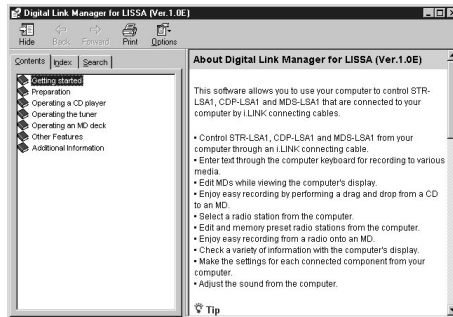 Digital Link Manager for LISSA (Ver.1.0E)
Hide Back Forward Print Options
Contents Index Search
Getting started
Preparation
Operating a CD player
Operating the tuner
Operating an MD deck
Other Features
Additional Information
About Digital Link Manager for LISSA (Ver.1.0E)
This software allows you to use your computer to control STR-
LSA1, CDP-LSA1 and MDS-LSA1 that are connected to your
computer by i.LINK connecting cables.
• Control STR-LSA1, CDP-LSA1 and MDS-LSA1 from your
computer through an i.LINK connecting cable.
• Enter text through the computer keyboard for recording to various
media.
• Edit MDs while viewing the computer's display.
• Enjoy easy recording by performing a drag and drop from a CD
to an MD.
• Select a radio station from the computer.
• Edit and memory preset radio stations from the computer.
• Enjoy easy recording from a radio onto an MD.
• Check a variety of information with the computer's display.
• Make the settings for each connected component from your
computer.
• Adjust the sound from the computer.
Tip